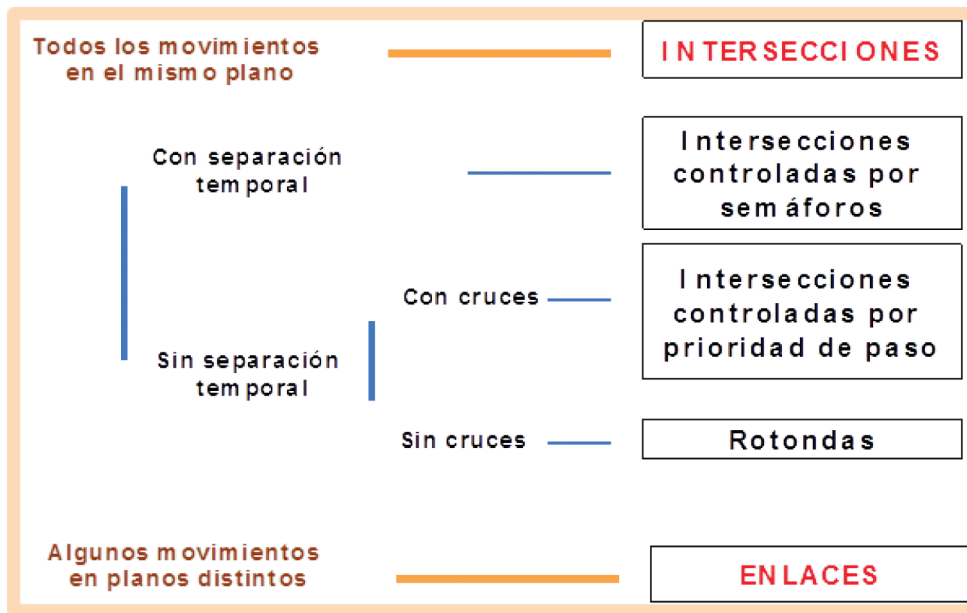 Todos los movimientos
en el mismo plano
INTERSECCIONES
Con separación
temporal
Intersecciones
controladas por
semáforos
Con cruces
Intersecciones
controladas por
prioridad de paso
Sin separación
temporal
Sin cruces
Rotondas
Algunos movimientos
en planos distintos
ENLACES